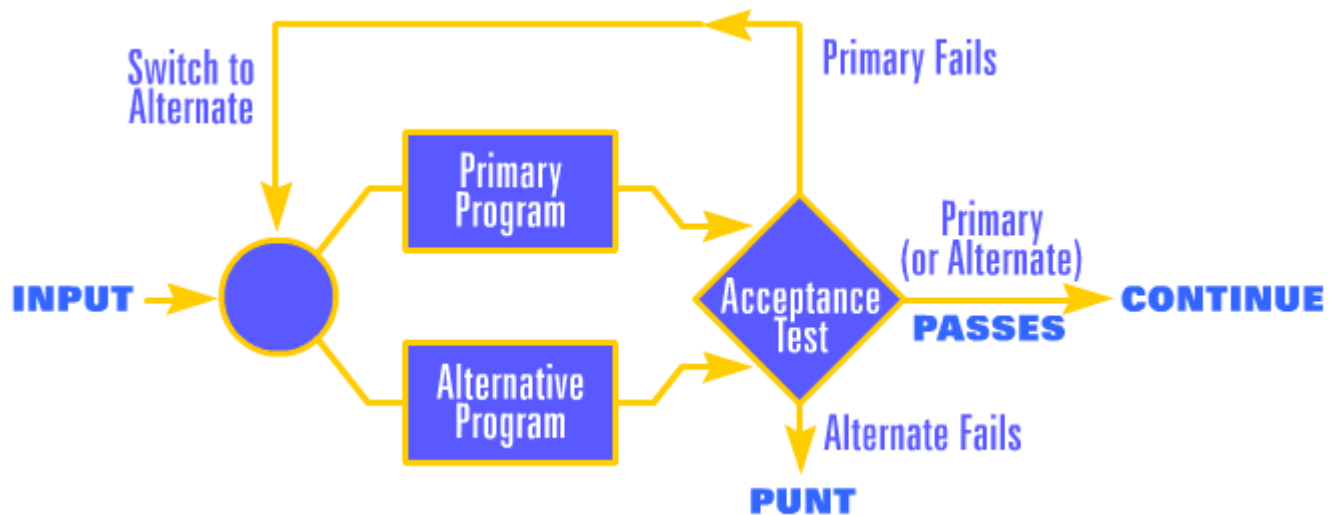 Switch to
Alternate
Primary Fails
Primary
Program
Primary
(or Alternate)
INPUT
Acceptance
Test
PASSES
CONTINUE
Alternative
Program
Alternate Fails
PUNT